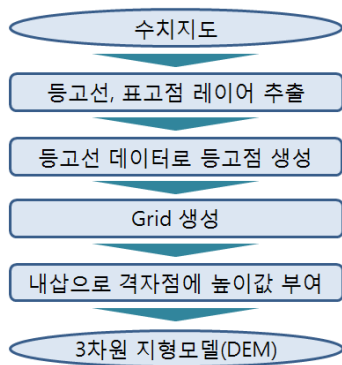 수치지도
등고선, 표고점 레이어 추출
등고선 데이터로 등고점 생성
Grid 생성
내삽으로 격자점에 높이값 부여
3차원 지형모델(DEM)